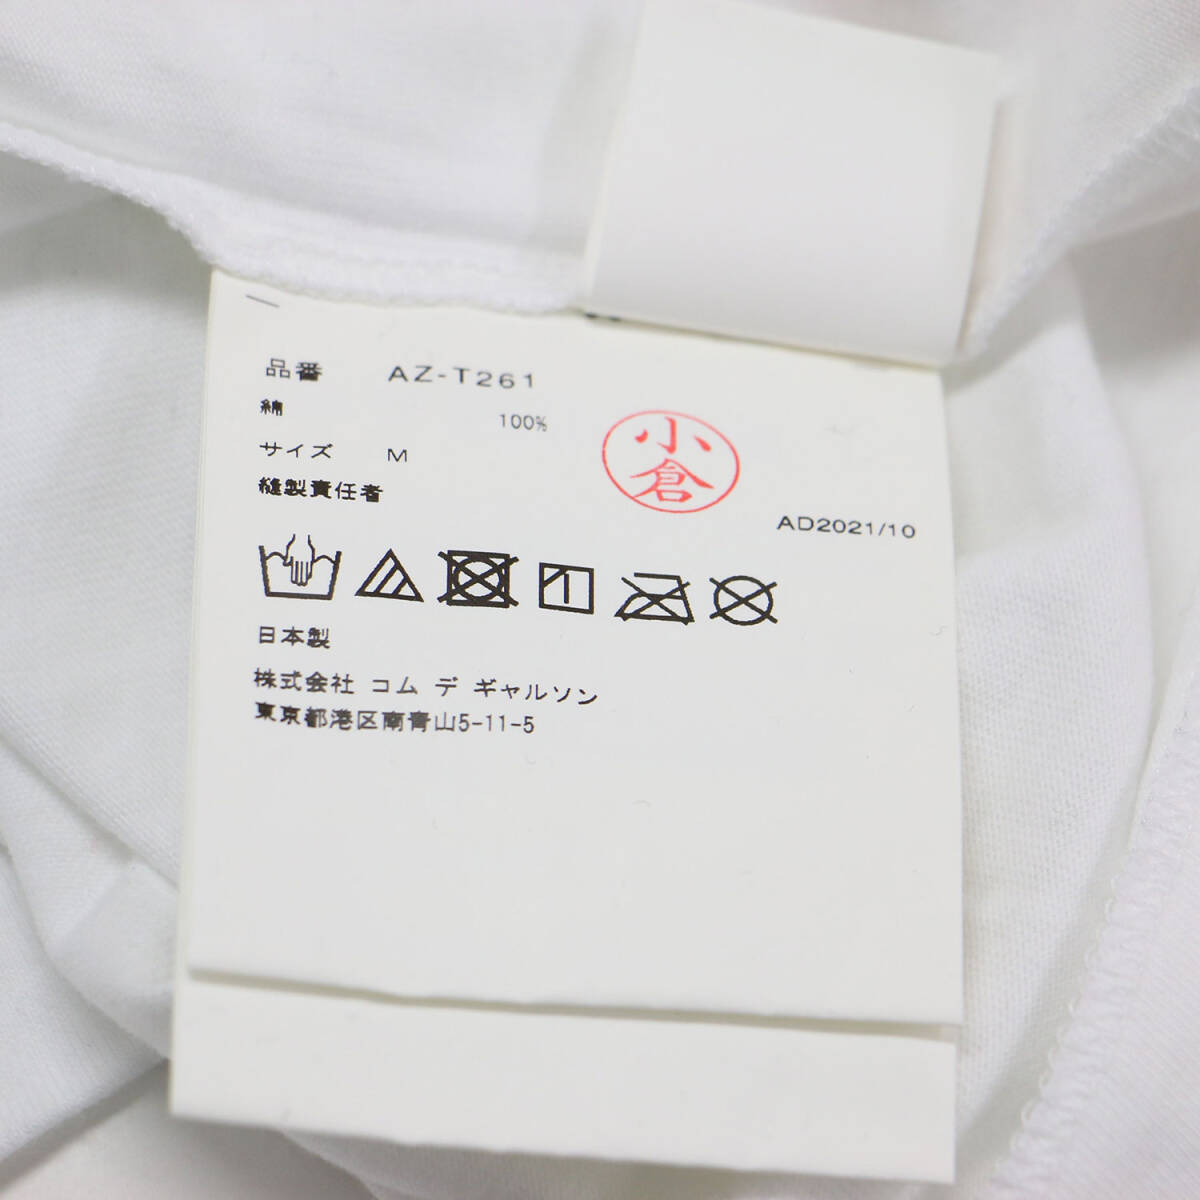 品番 AZ-T261
綿 100%
サイズ M
縫製責任者
小倉
AD2021/10
日本製
株式会社 コム デ ギャルソン
東京都港区南青山5-11-5